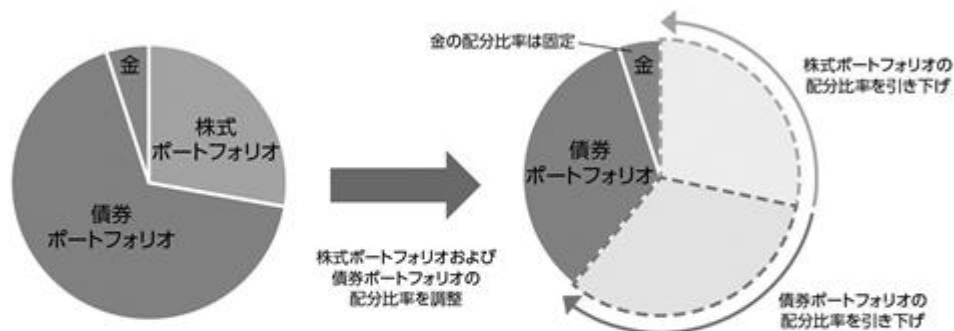 金
株式
ポートフォリオ
債券
ポートフォリオ
株式ポートフォリオおよび
債券ポートフォリオの
配分比率を調整
金の配分比率は固定
金
債券
ポートフォリオ
株式ポートフォリオの
配分比率を引き下げ
債券ポートフォリオの
配分比率を引き下げ